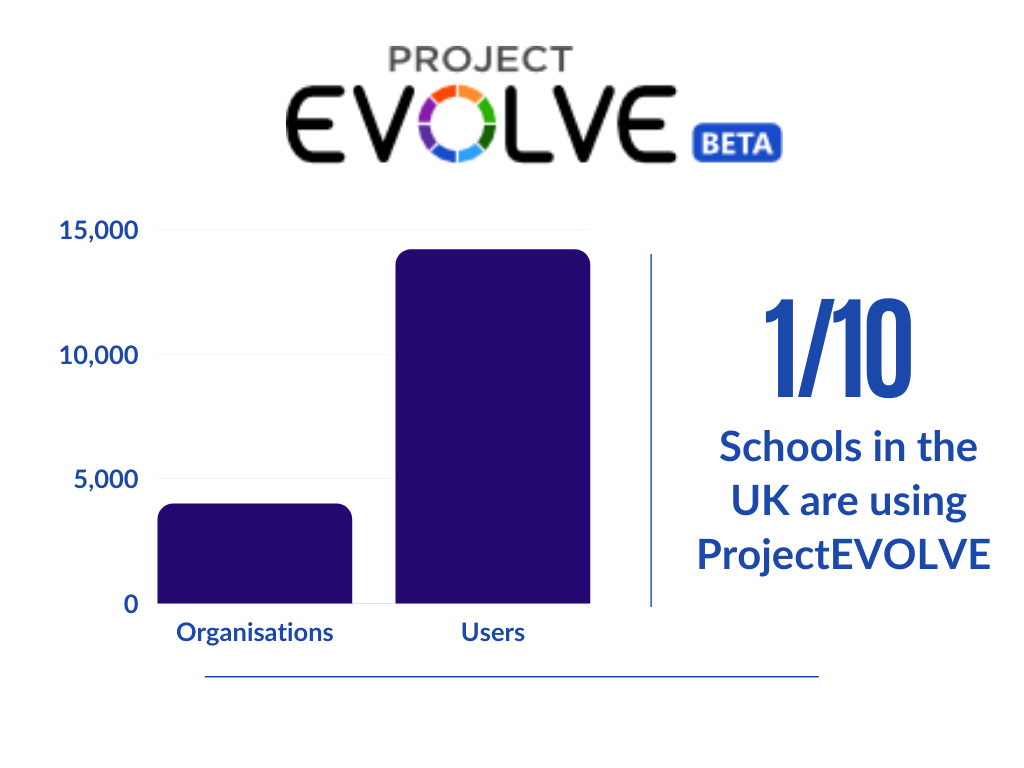 PROJECT
EVOLVE BETA
15,000
10,000
5,000
0
Organisations
Users
1/10
Schools in the
UK are using
ProjectEVOLVE